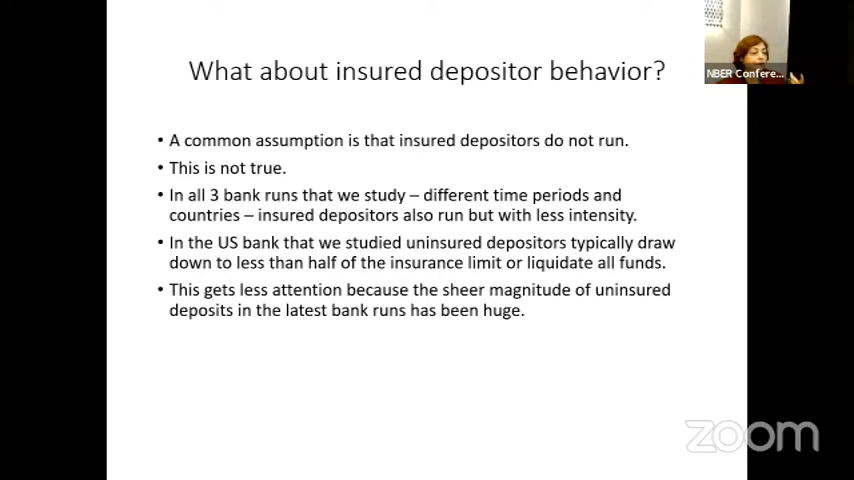 What about insured depositor behavior?
NBER Confere...
• A common assumption is that insured depositors do not run.
• This is not true.
• In all 3 bank runs that we study – different time periods and
countries – insured depositors also run but with less intensity.
• In the US bank that we studied uninsured depositors typically draw
down to less than half of the insurance limit or liquidate all funds.
• This gets less attention because the sheer magnitude of uninsured
deposits in the latest bank runs has been huge.
zoom